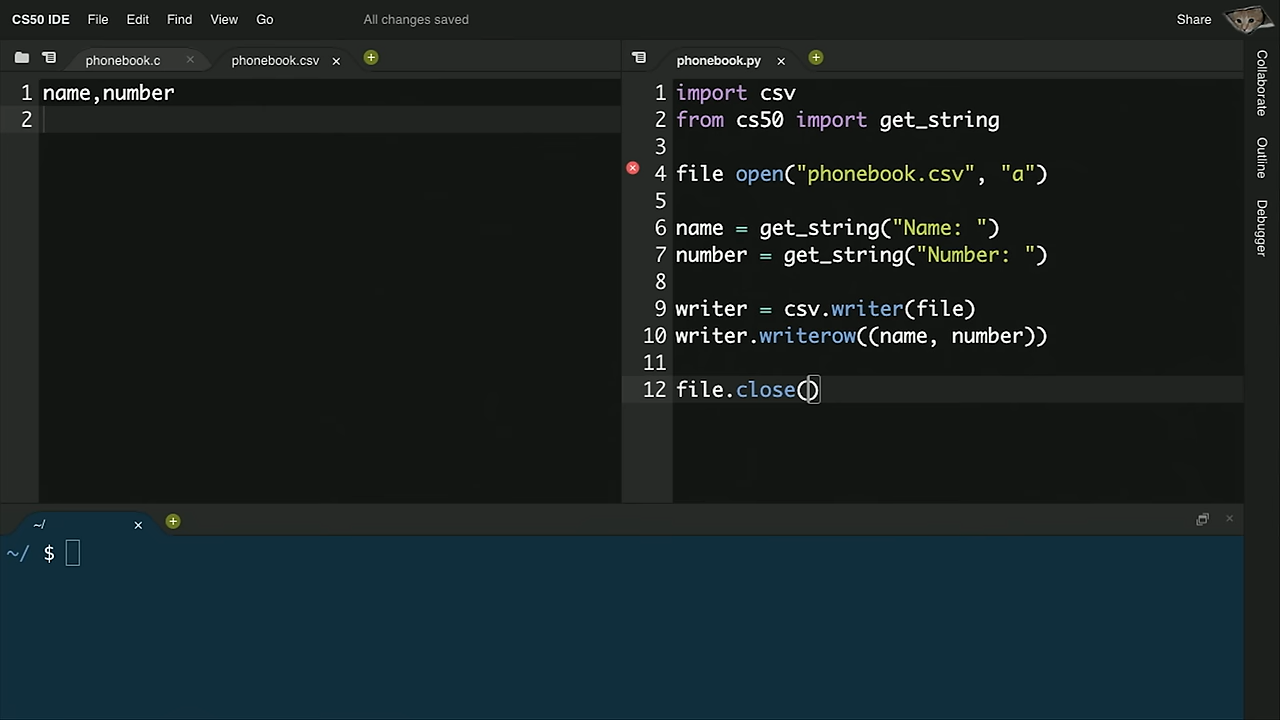 CS50 IDE File Edit Find View Go All changes saved Share
phonebook.c phonebook.csv
1 name,number
2
phonebook.py
1 import csv
2 from cs50 import get_string
3
4 file open("phonebook.csv", "a")
5
6 name = get_string("Name: ")
7 number = get_string("Number: ")
8
9 writer = csv.writer(file)
10 writer.writerow((name, number))
11
12 file.close()
Collaborate
Outline
Debugger
~/
~/ $